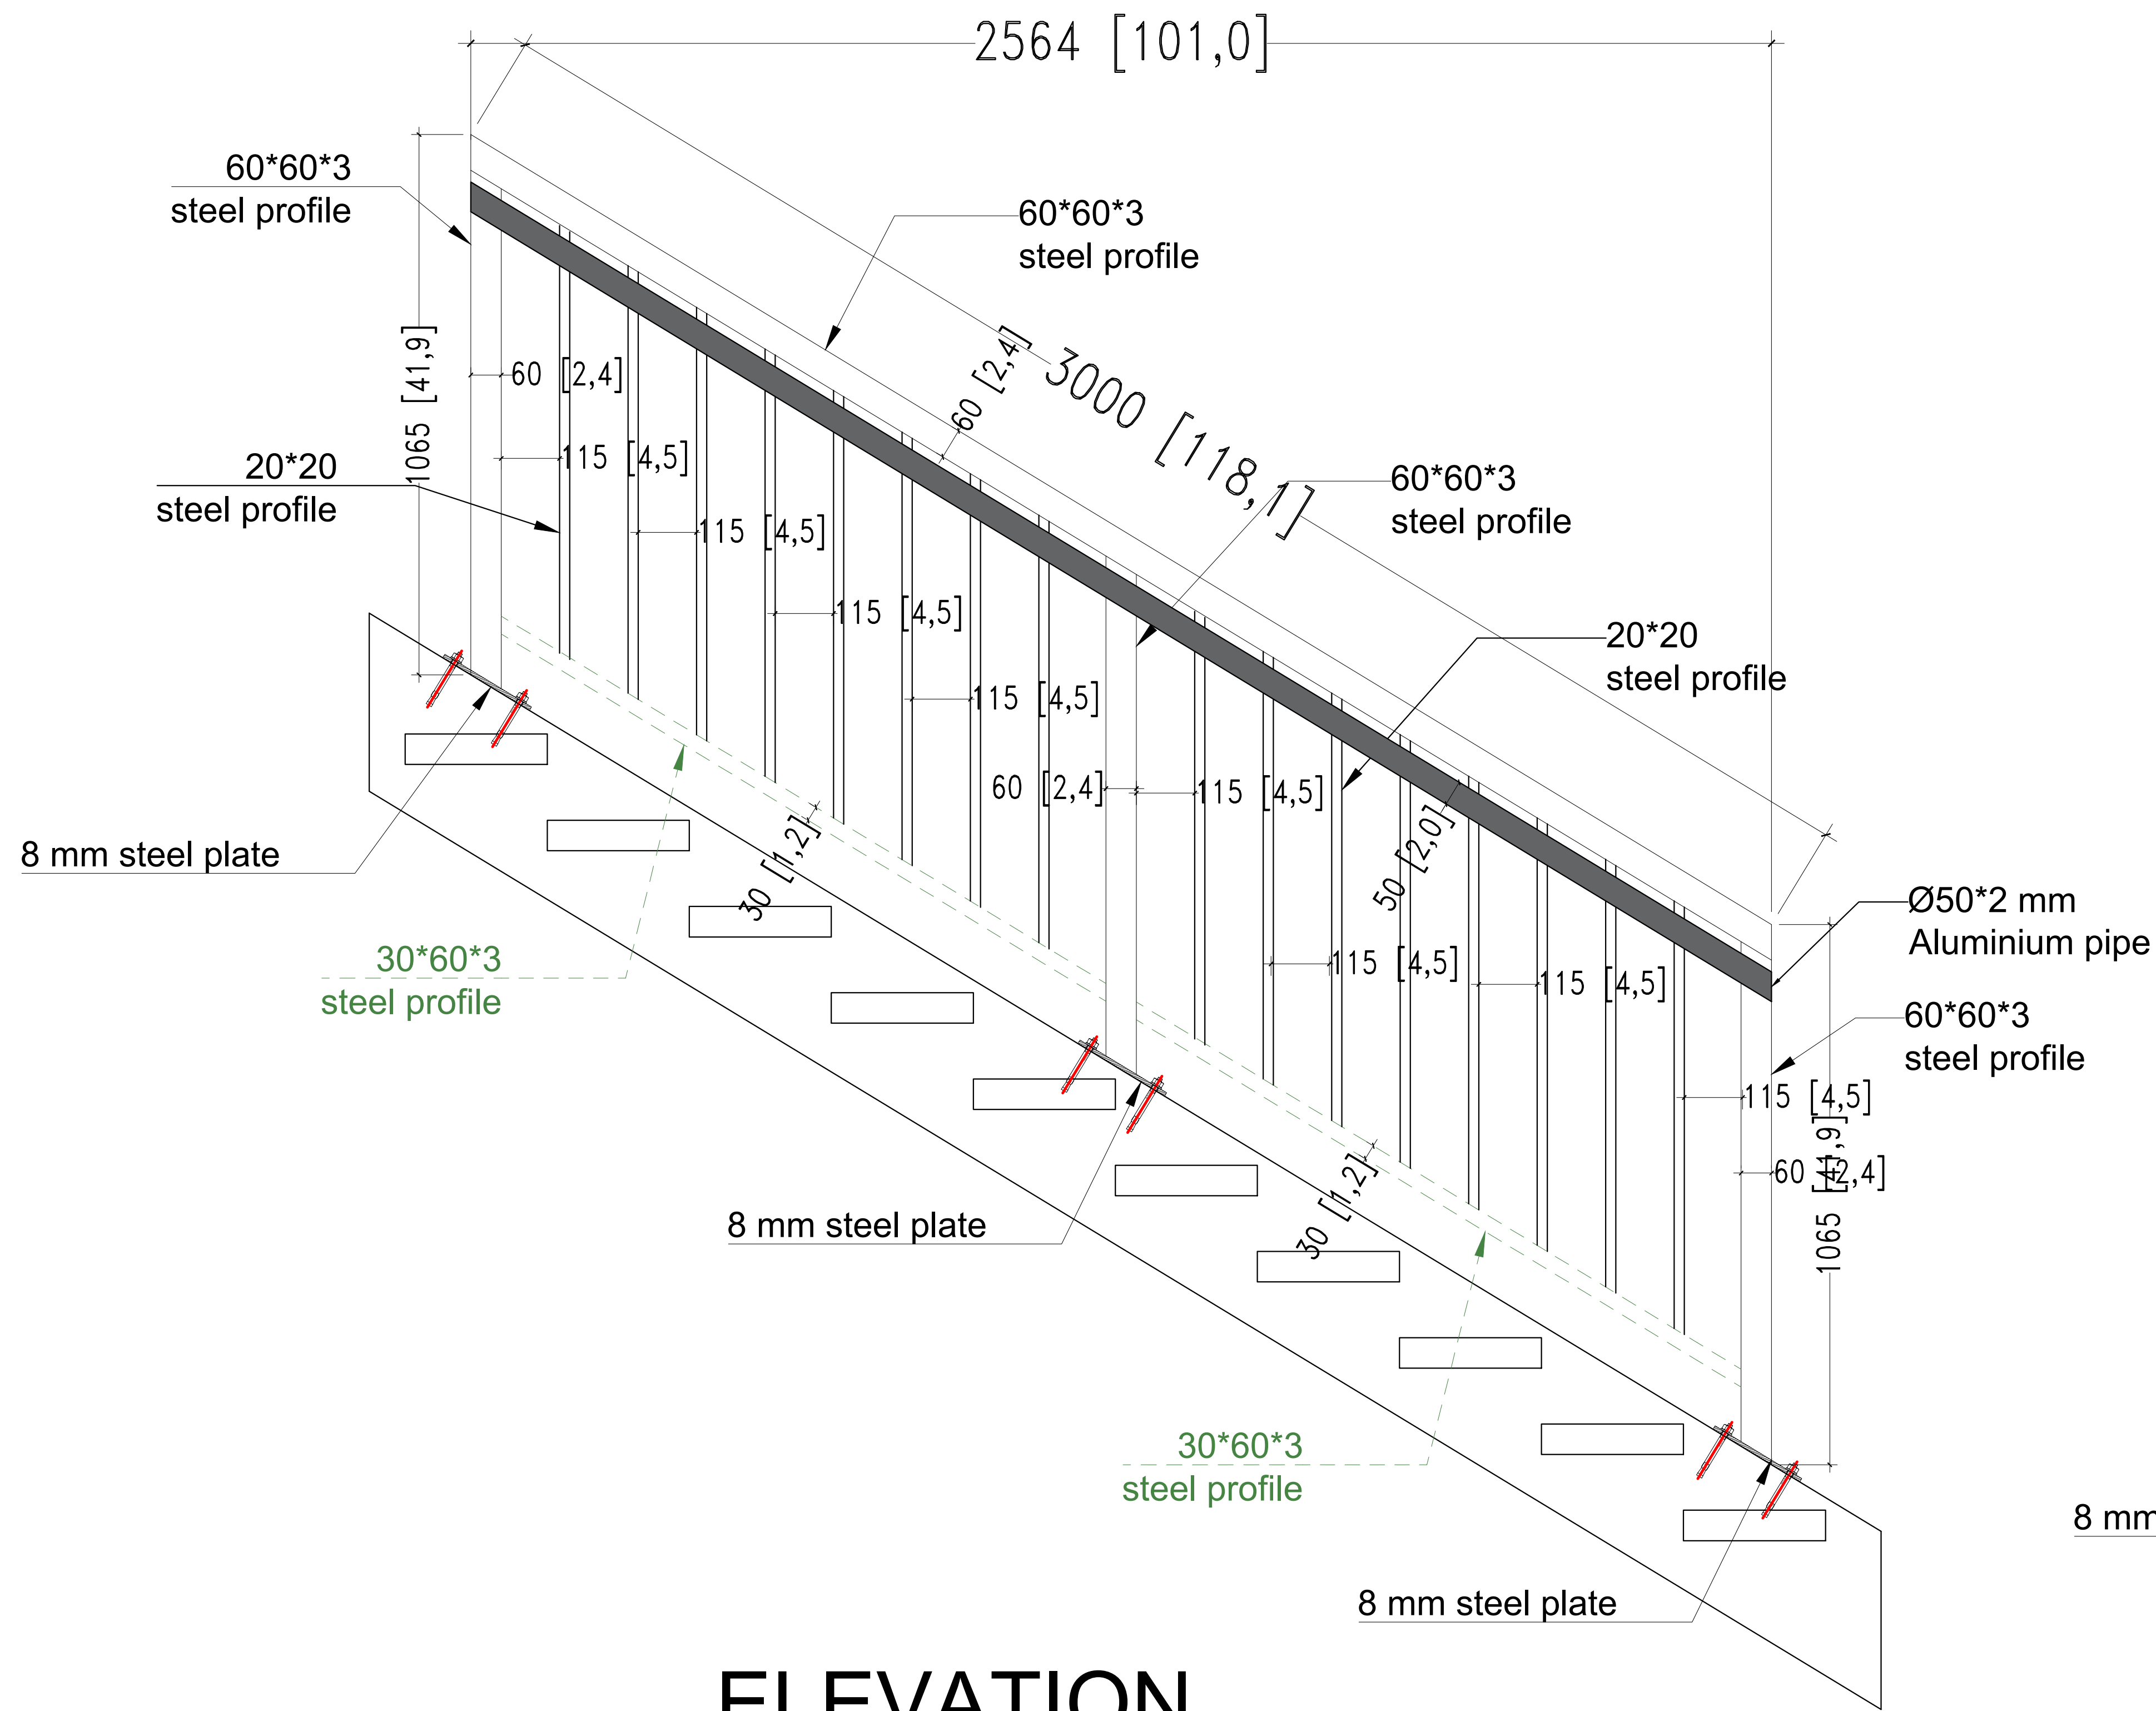 2564 [101,0]
60*60*3
steel profile
60*60*3
steel profile
1065 [41,9]
60 [2,4]
60 [2,4]
3000 [118,1]
115 [4,5]
20*20
steel profile
60*60*3
steel profile
115 [4,5]
115 [4,5]
20*20
steel profile
115 [4,5]
60 [2,4]
115 [4,5]
50 [2,0]
8 mm steel plate
30 [1,2]
Ø50*2 mm
Aluminium pipe
30*60*3
steel profile
115 [4,5]
115 [4,5]
60*60*3
steel profile
115 [4,5]
1065 [41,9]
60 [2,4]
8 mm steel plate
30 [1,2]
30*60*3
steel profile
8 mm
8 mm steel plate
ELEVATION